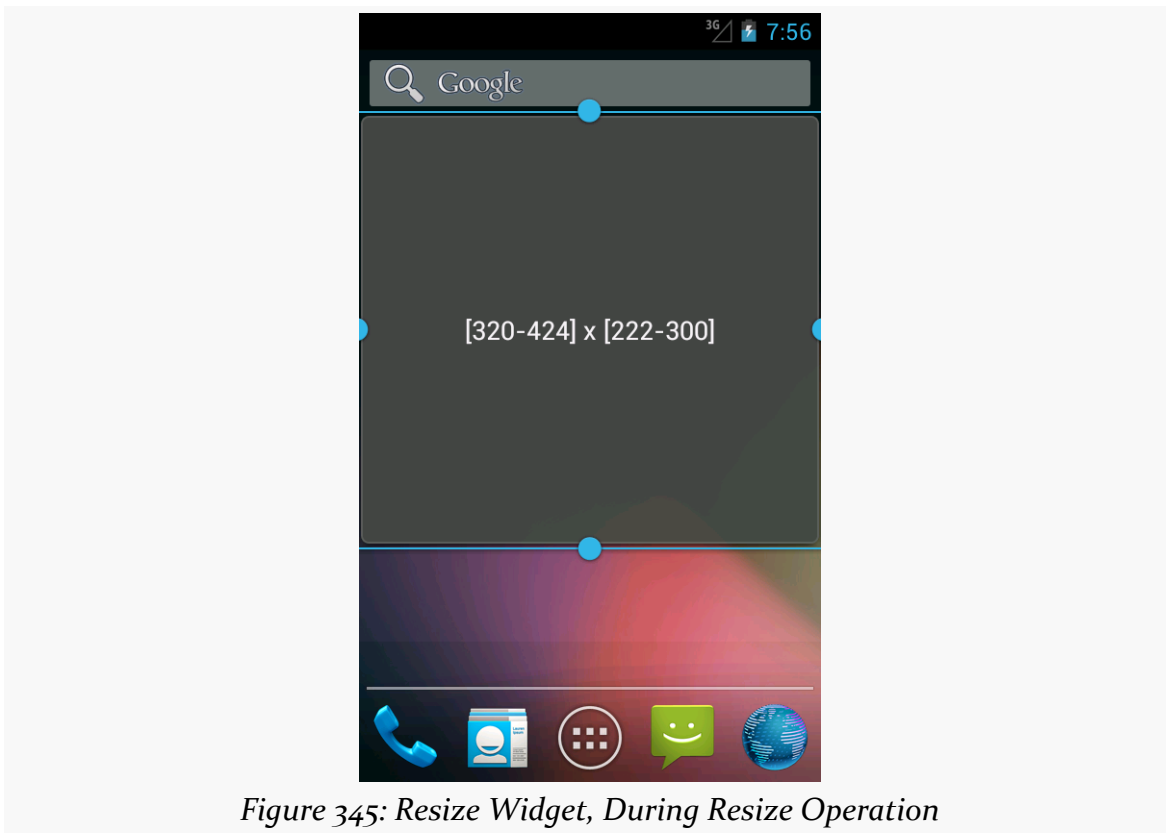 3G 7:56
Google
[320-424] x [222-300]
Figure 345: Resize Widget, During Resize Operation